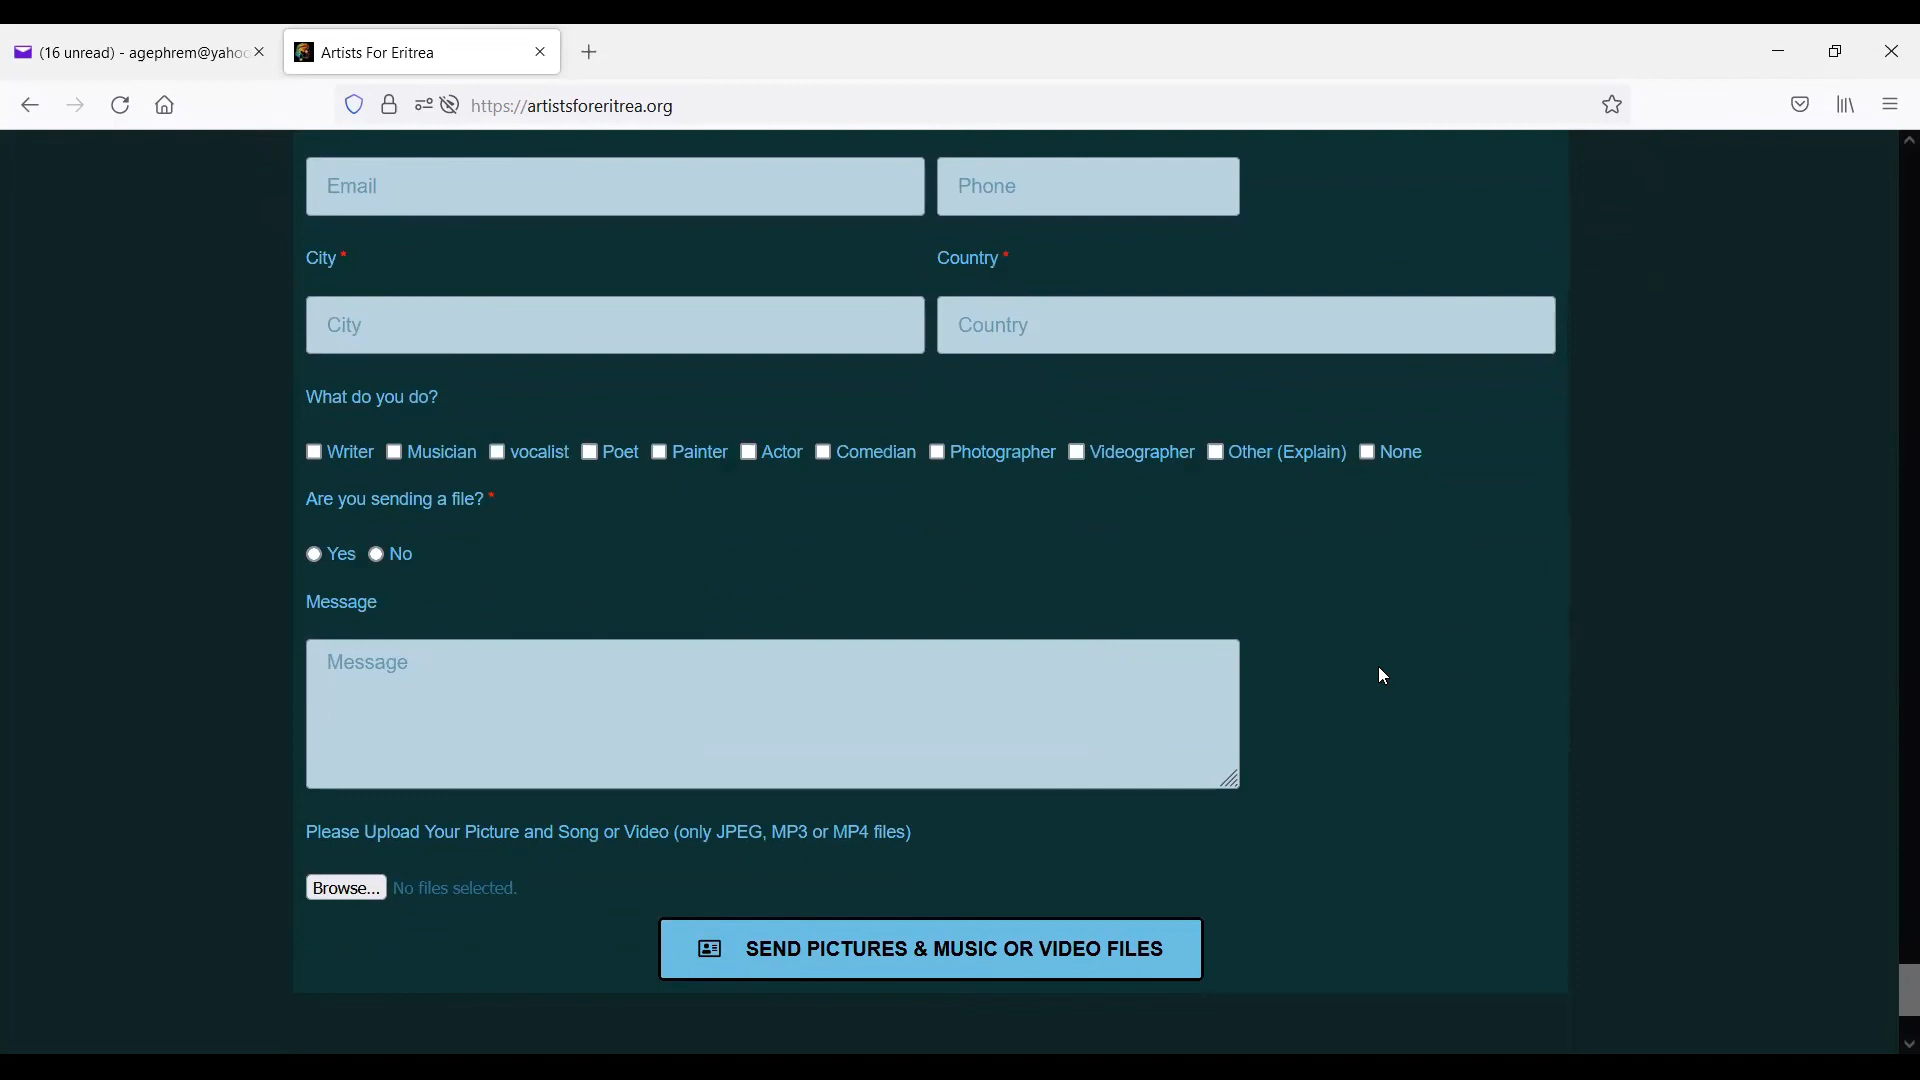 (16 unread) - agephrem@yahoo
Artists For Eritrea
https://artistsforeritrea.org
Email
Phone
City *
Country *
City
Country
What do you do?
Writer Musician vocalist Poet Painter Actor Comedian Photographer Videographer Other (Explain) None
Are you sending a file? *
Yes No
Message
Message
Please Upload Your Picture and Song or Video (only JPEG, MP3 or MP4 files)
Browse... No files selected.
SEND PICTURES & MUSIC OR VIDEO FILES